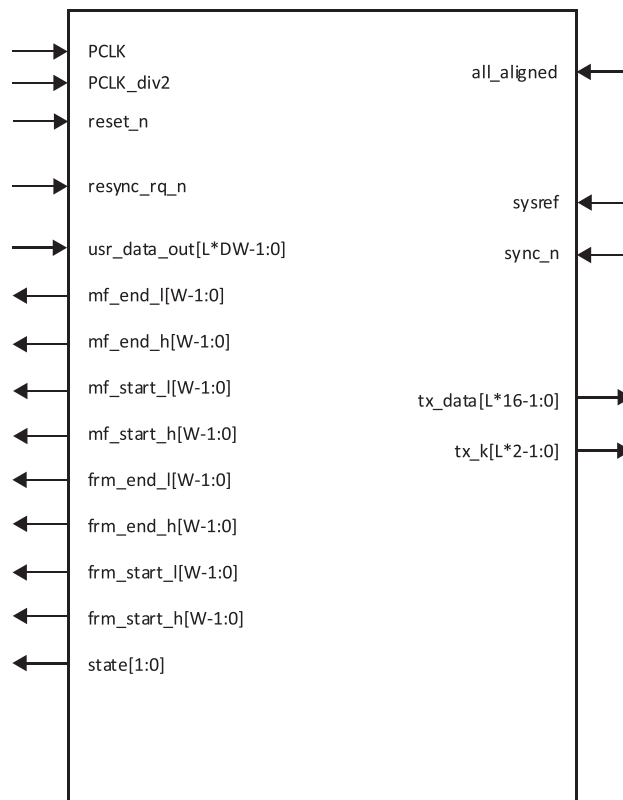 PCLK
PCLK_div2
reset_n
resync_rq_n
usr_data_out[L*DW-1:0]
mf_end_l[W-1:0]
mf_end_h[W-1:0]
mf_start_l[W-1:0]
mf_start_h[W-1:0]
frm_end_l[W-1:0]
frm_end_h[W-1:0]
frm_start_l[W-1:0]
frm_start_h[W-1:0]
state[1:0]
all_aligned
sysref
sync_n
tx_data[L*16-1:0]
tx_k[L*2-1:0]